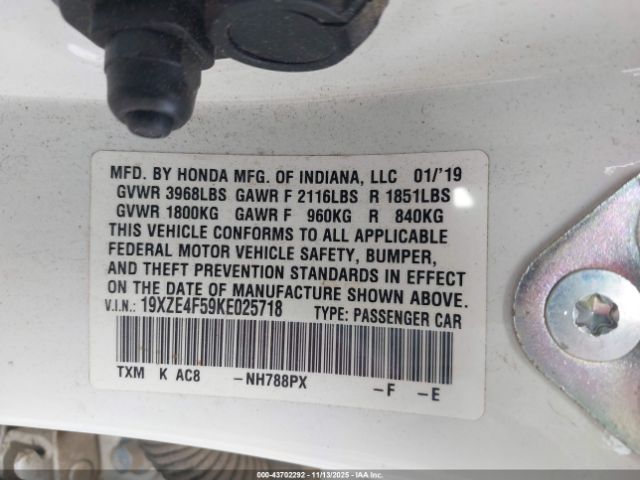 MFD. BY HONDA MFG. OF INDIANA, LLC 01/'19
GVWR 3968LBS GAWR F 2116LBS R 1851LBS
GVWR 1800KG GAWR F 960KG R 840KG
THIS VEHICLE CONFORMS TO ALL APPLICABLE
FEDERAL MOTOR VEHICLE SAFETY, BUMPER,
AND THEFT PREVENTION STANDARDS IN EFFECT
ON THE DATE OF MANUFACTURE SHOWN ABOVE.
V.I.N.: 19XZE4F59KE025718 TYPE: PASSENGER CAR
TXM K AC8 -NH788PX -F -E
000-43702292 - 11/13/2025 - IAAI.COM